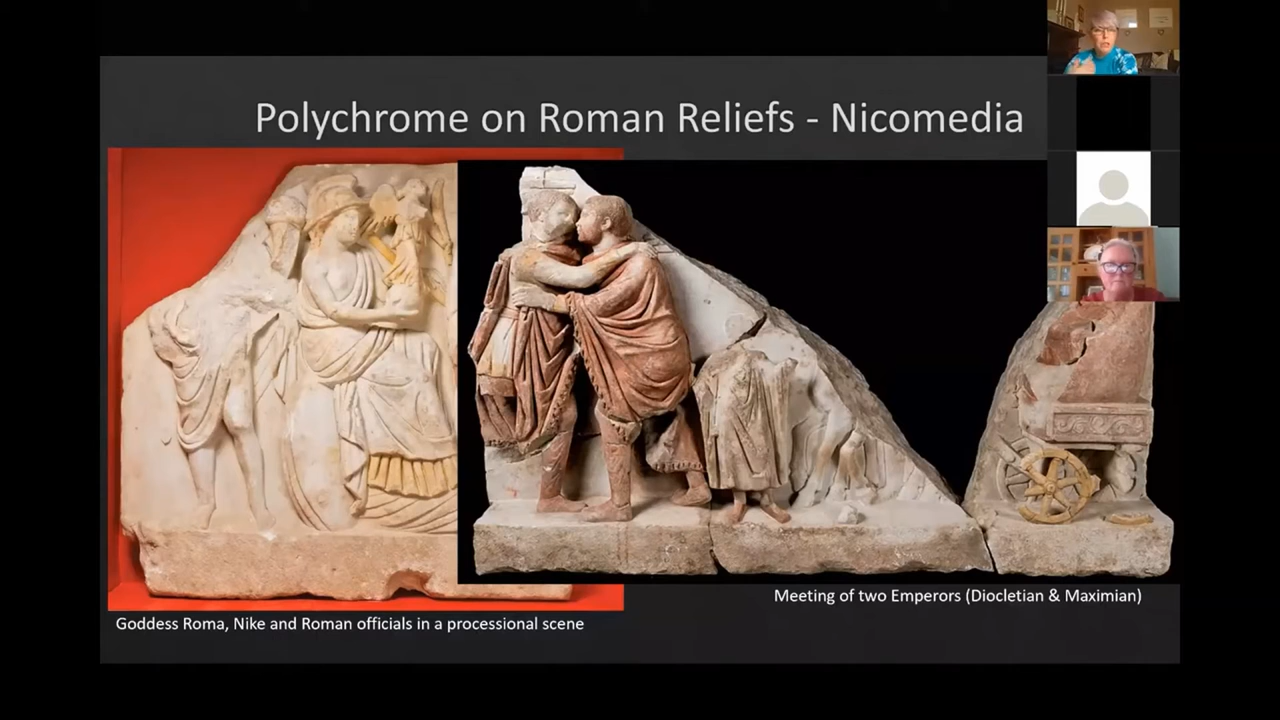 Polychrome on Roman Reliefs - Nicomedia
Meeting of two Emperors (Diocletian & Maximian)
Goddess Roma, Nike and Roman officials in a processional scene